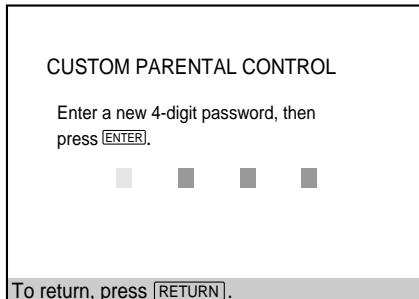 CUSTOM PARENTAL CONTROL
Enter a new 4-digit password, then
press ENTER.
To return, press RETURN.